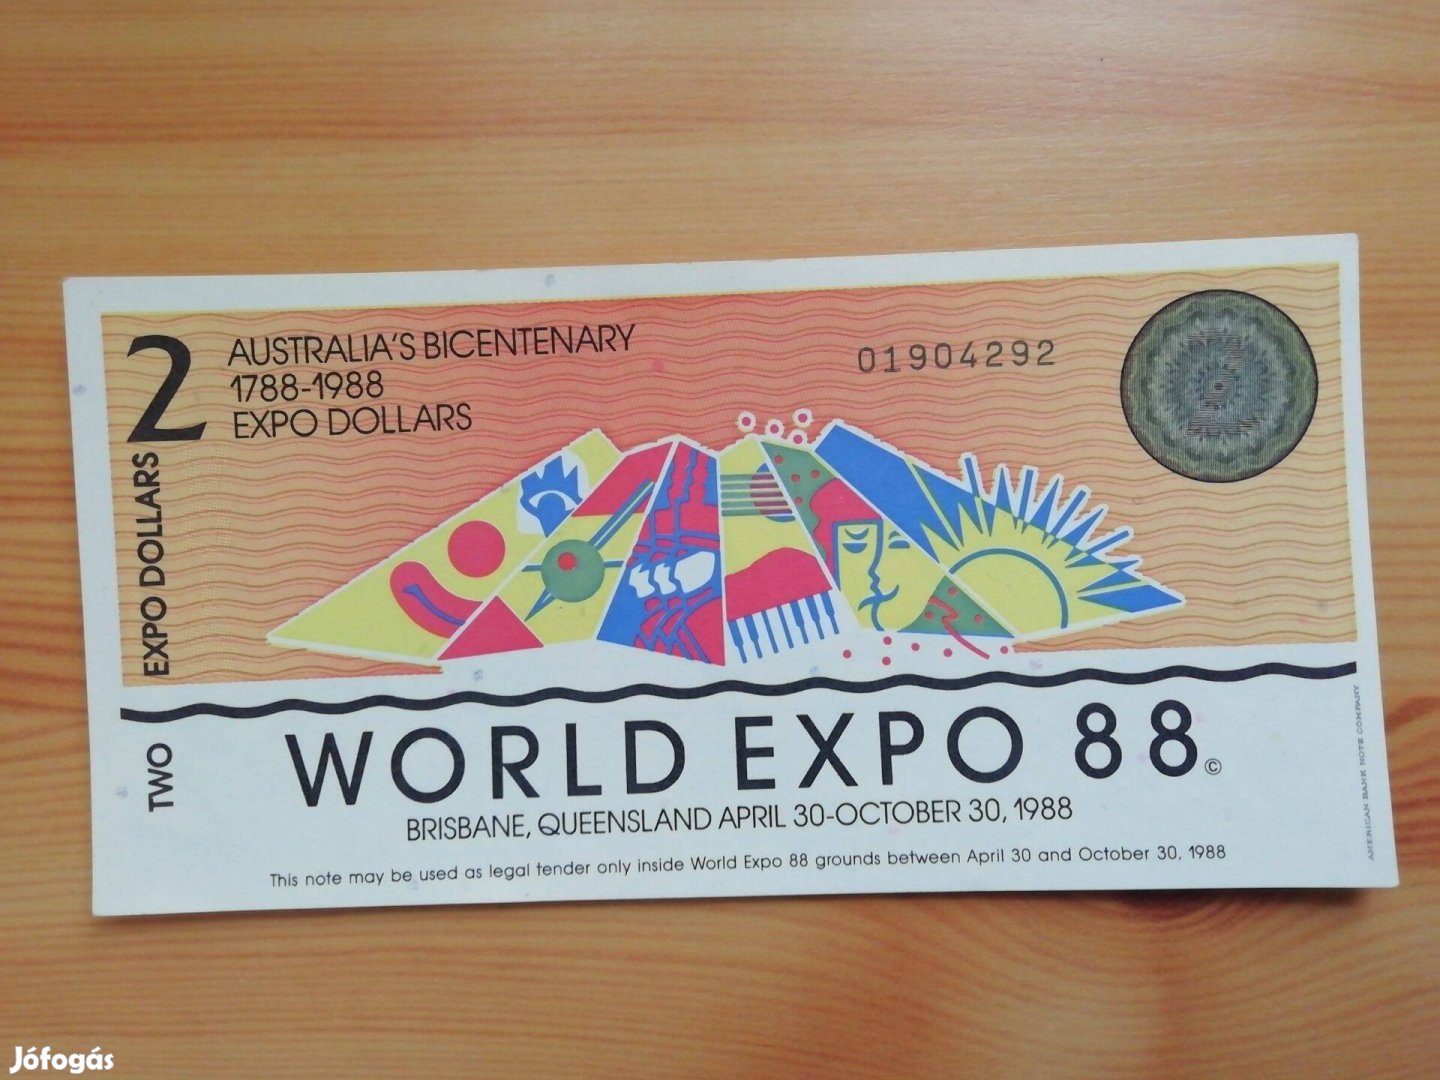 2
AUSTRALIA'S BICENTENARY
1788-1988
EXPO DOLLARS
01904292
2
TWO EXPO DOLLARS
WORLD EXPO 88©
BRISBANE, QUEENSLAND APRIL 30-OCTOBER 30, 1988
This note may be used as legal tender only inside World Expo 88 grounds between April 30 and October 30, 1988
AMERICAN BANK NOTE COMPANY
Jófogás